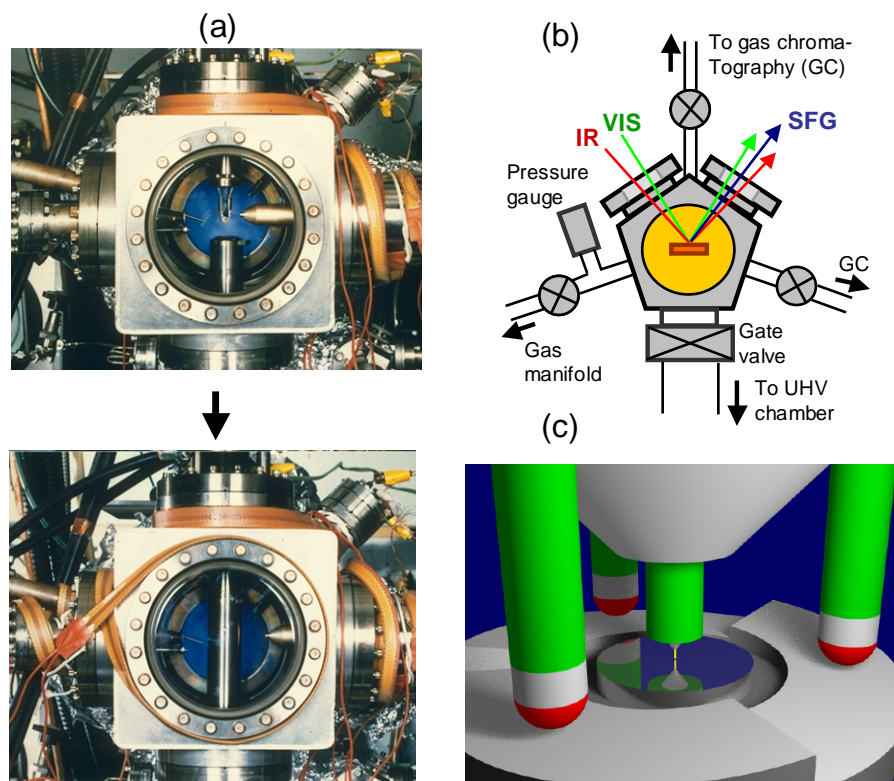 (a)
(b)
To gas chroma-
Tography (GC)
VIS
SFG
IR
Pressure
gauge
GC
Gas
manifold
Gate
valve
To UHV
chamber
(c)